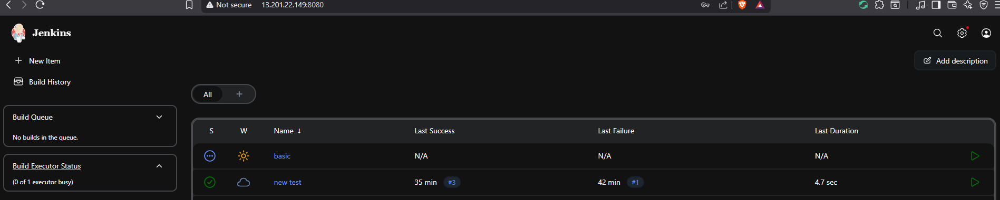 Not secure 13.201.22.149:8080
Jenkins
New Item
Add description
Build History
All +
Build Queue
No builds in the queue.
Build Executor Status
(0 of 1 executor busy)
S W Name ↓ Last Success Last Failure Last Duration
basic N/A N/A N/A
new test 35 min #3 42 min #1 4.7 sec